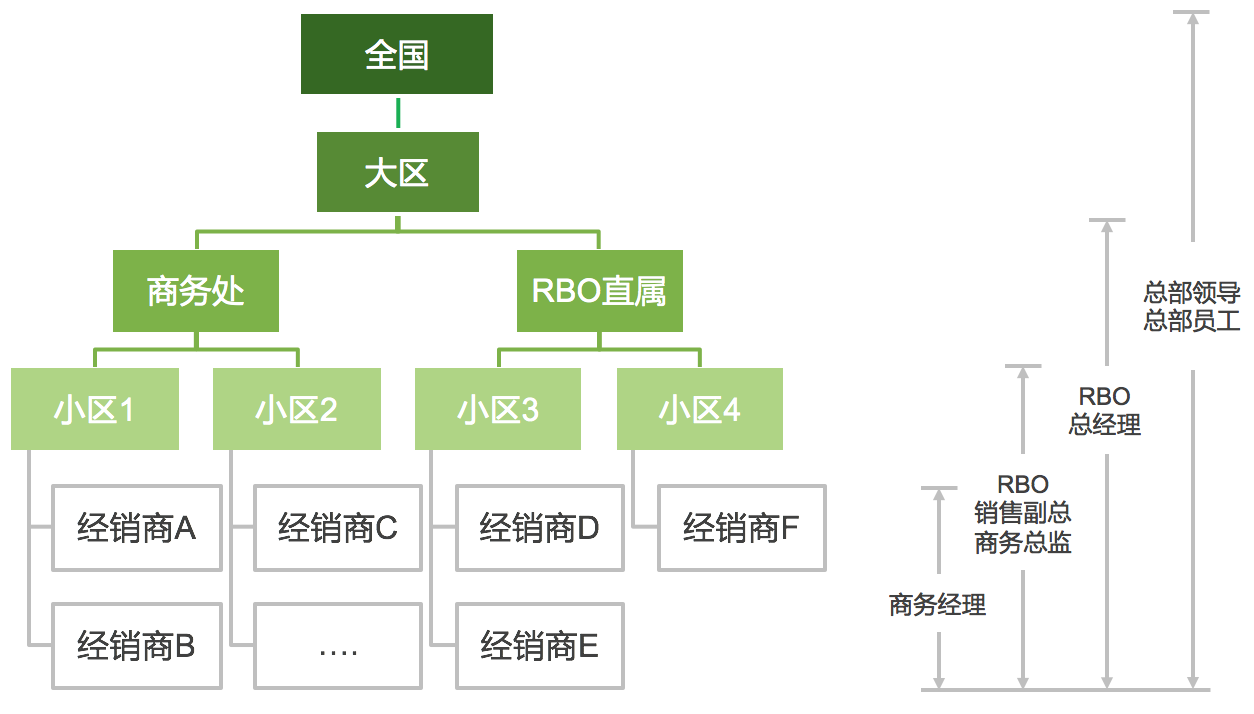 全国
大区
商务处
RBO直属
小区1
小区2
小区3
小区4
经销商A
经销商C
经销商D
经销商F
经销商B
....
经销商E
商务经理
RBO
销售副总
商务总监
RBO
总经理
总部领导
总部员工